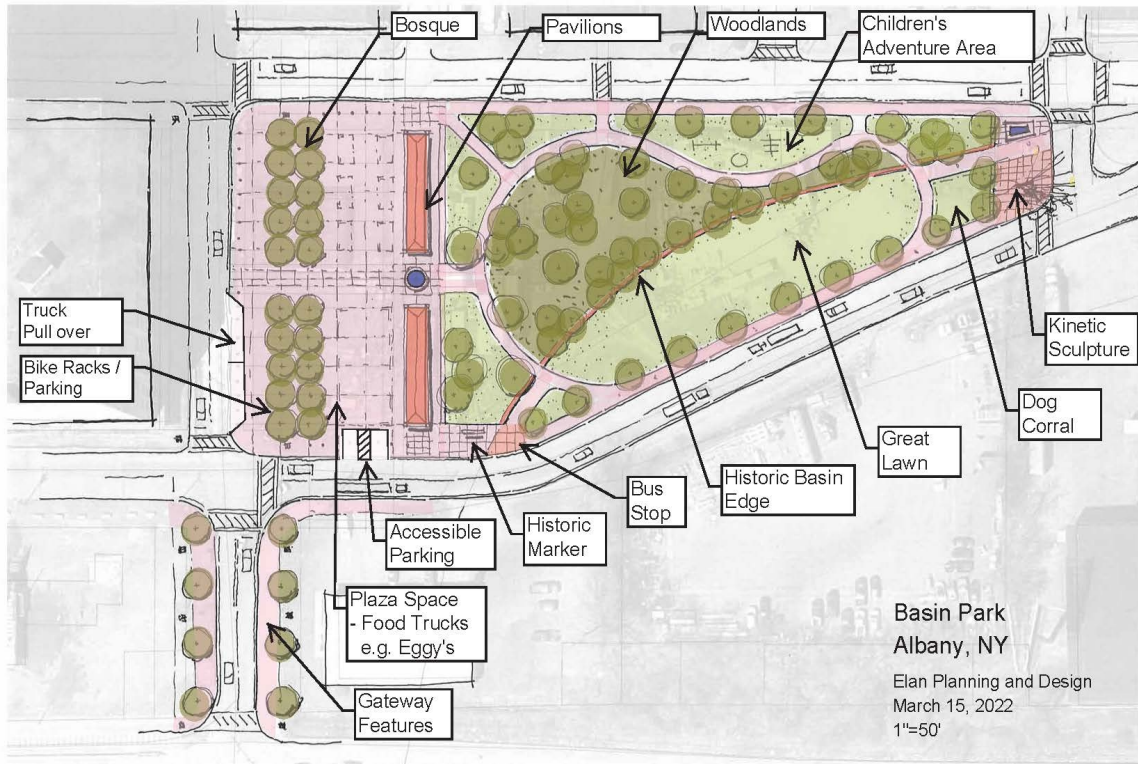 Bosque
Pavilions
Woodlands
Children's
Adventure Area
Truck
Pull over
Bike Racks /
Parking
Kinetic
Sculpture
Dog
Corral
Great
Lawn
Historic Basin
Edge
Bus
Stop
Historic
Marker
Accessible
Parking
Plaza Space
- Food Trucks
e.g. Eggy's
Gateway
Features
Basin Park
Albany, NY
Elan Planning and Design
March 15, 2022
1"=50'